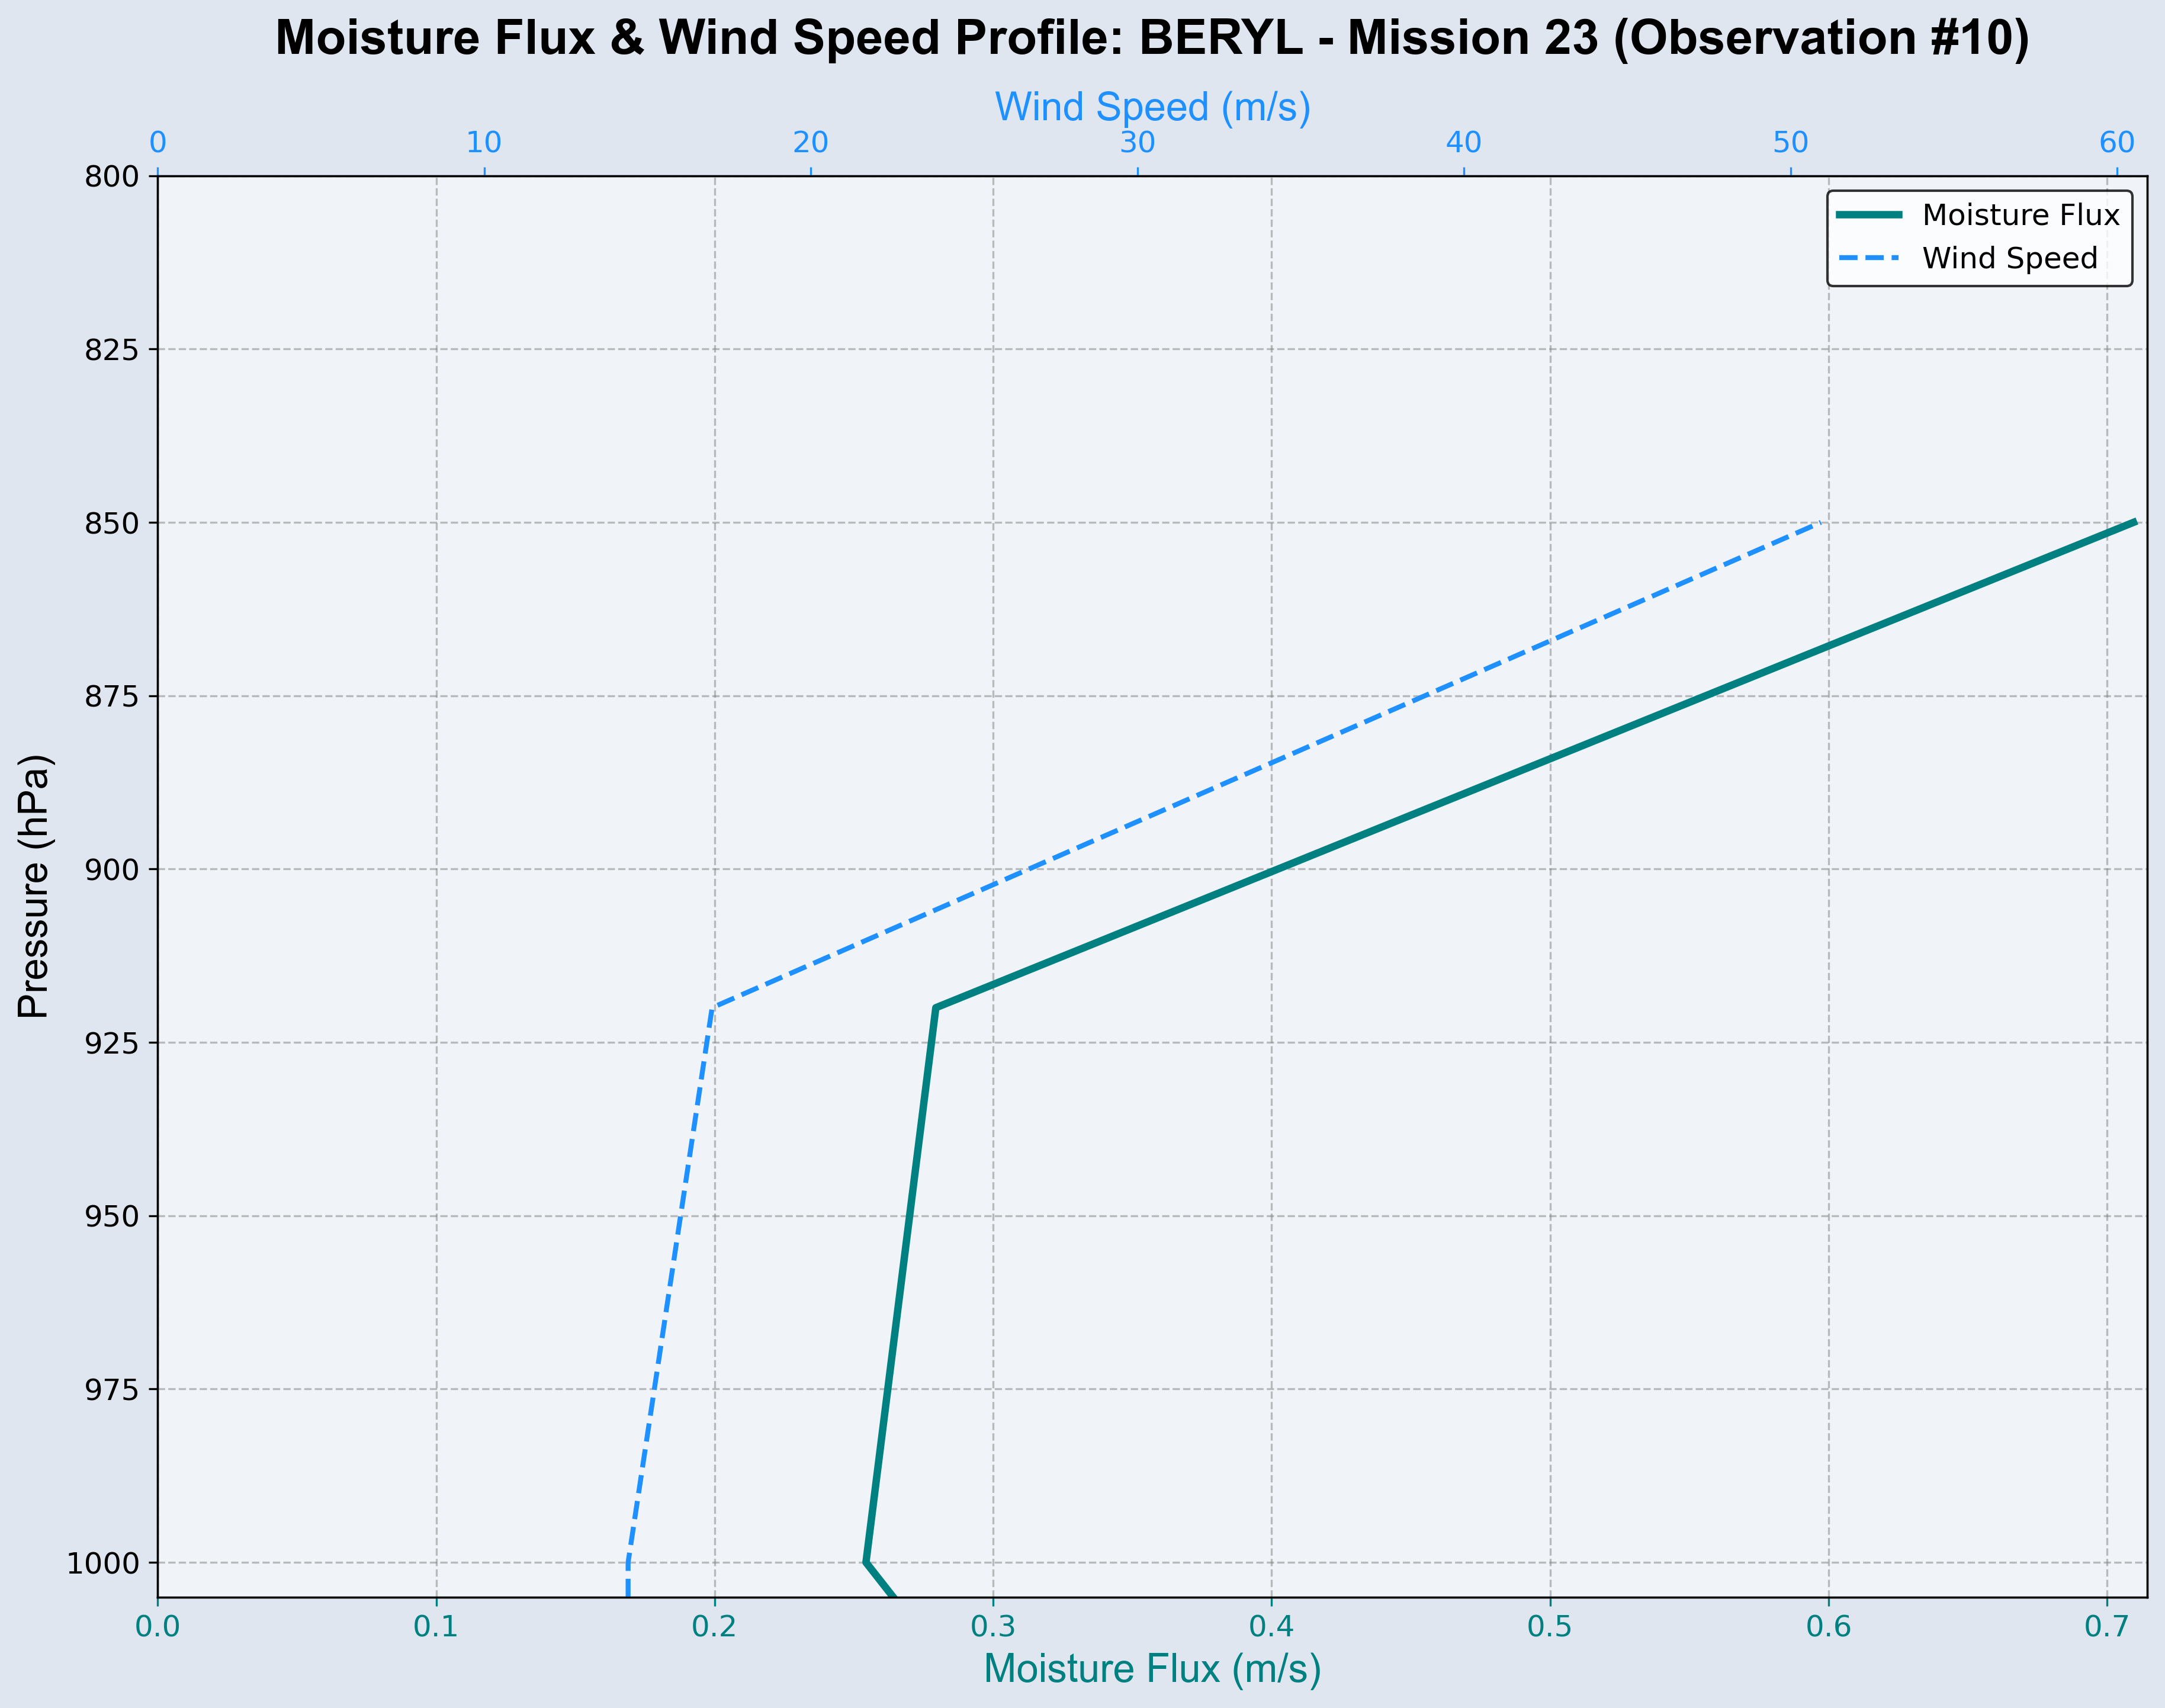 Moisture Flux & Wind Speed Profile: BERYL - Mission 23 (Observation #10)
Wind Speed (m/s)
0 10 20 30 40 50 60
Moisture Flux
Wind Speed
800
825
850
875
900
925
950
975
1000
Pressure (hPa)
0.0 0.1 0.2 0.3 0.4 0.5 0.6 0.7
Moisture Flux (m/s)